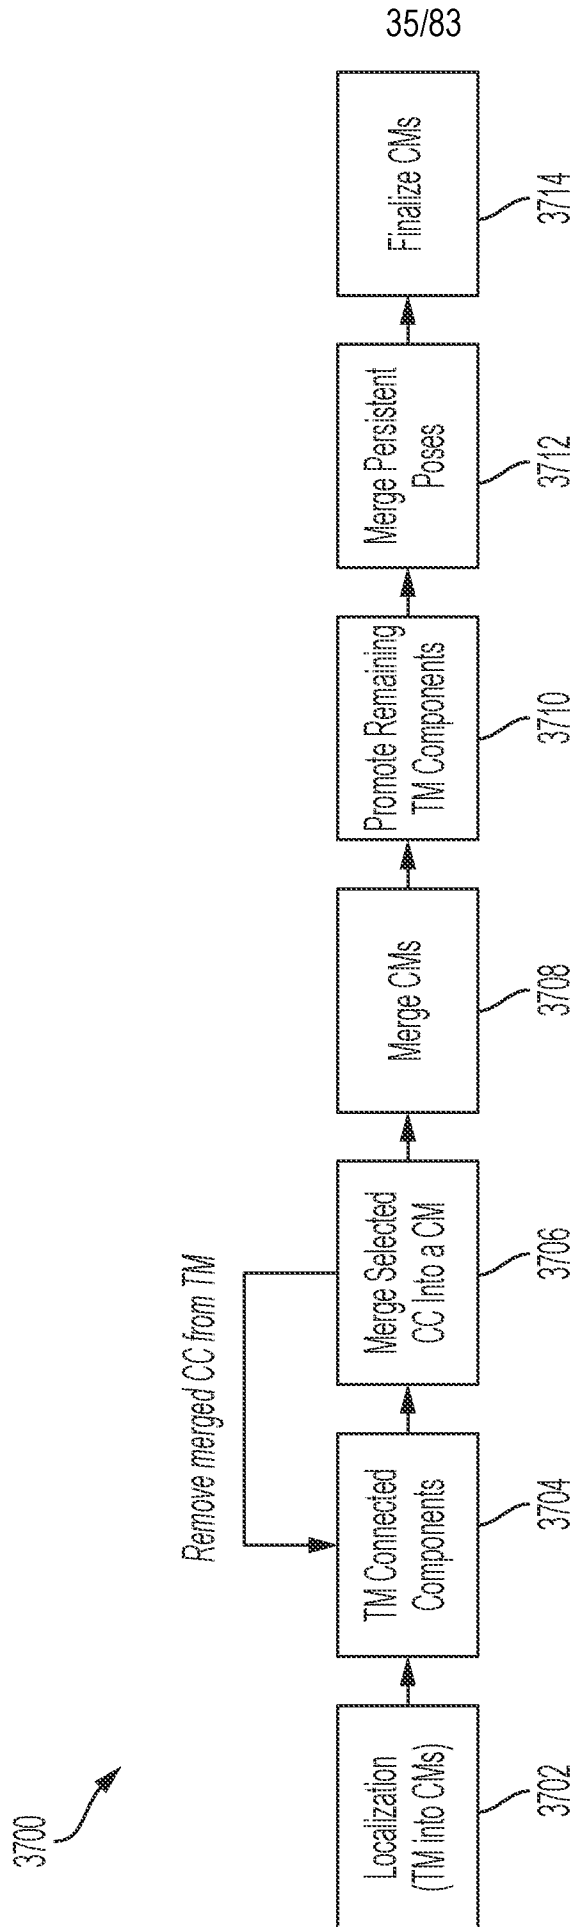 35/83
3700
Localization
(TM into CMs)
3702
TM Connected
Components
3704
Remove merged CC from TM
Merge Selected
CC Into a CM
3706
Merge CMs
3708
Promote Remaining
TM Components
3710
Merge Persistent
Poses
3712
Finalize CMs
3714